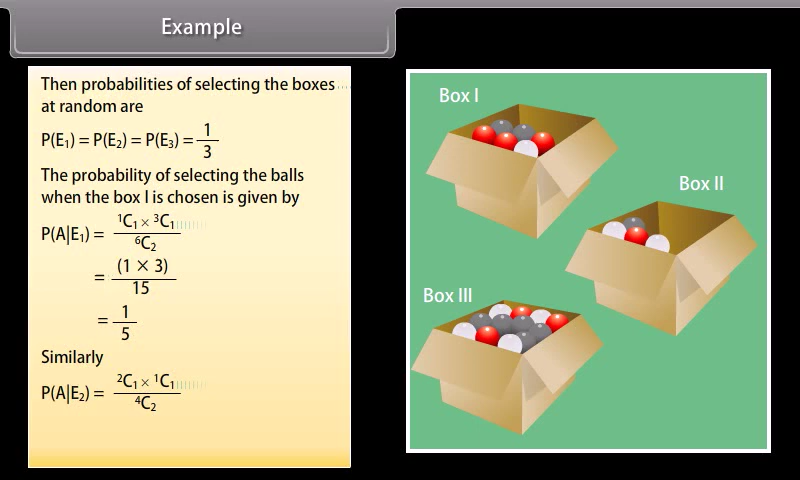 Example
Then probabilities of selecting the boxes
at random are
P(E₁) = P(E₂) = P(E₃) = 1/3
The probability of selecting the balls
when the box I is chosen is given by
P(A|E₁) = ¹C₁ × ³C₁ / ⁶C₂
= (1 × 3) / 15
= 1/5
Similarly
P(A|E₂) = ²C₁ × ¹C₁ / ⁴C₂
Box I
Box II
Box III